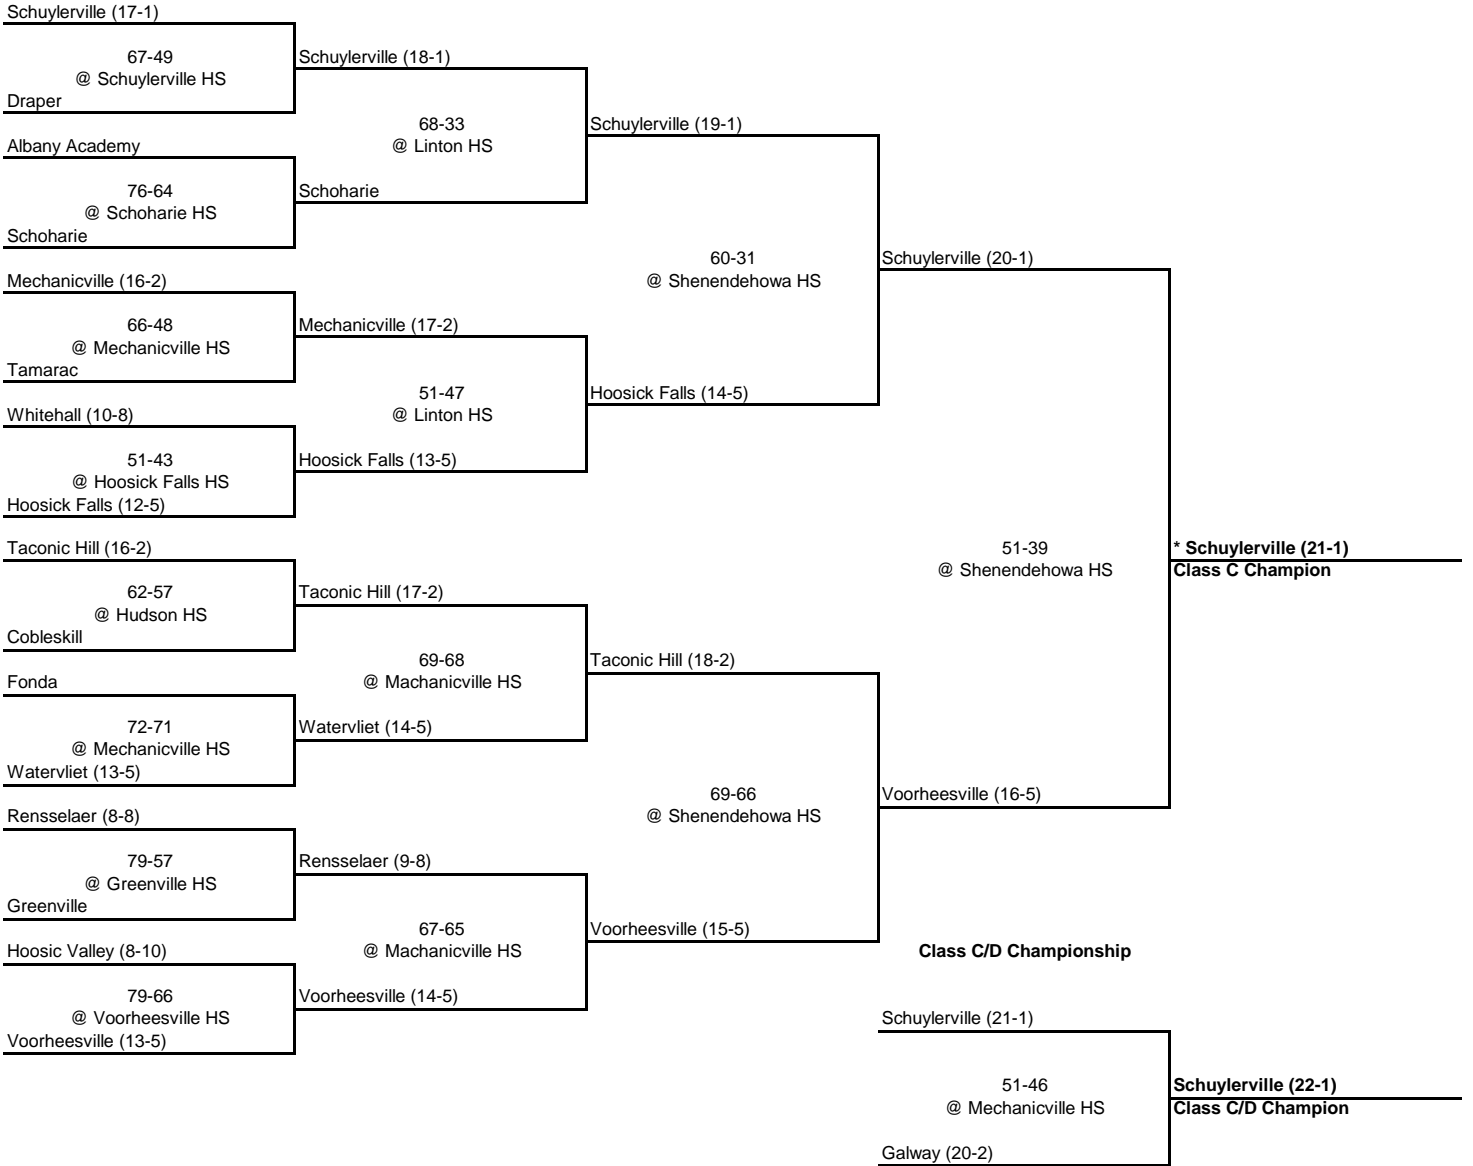 Schuylerville (17-1)
67-49
@ Schuylerville HS
Draper
Albany Academy
76-64
@ Schoharie HS
Schoharie
Mechanicville (16-2)
66-48
@ Mechanicville HS
Tamarac
Whitehall (10-8)
51-43
@ Hoosick Falls HS
Hoosick Falls (12-5)
Taconic Hill (16-2)
62-57
@ Hudson HS
Cobleskill
Fonda
72-71
@ Mechanicville HS
Watervliet (13-5)
Rensselaer (8-8)
79-57
@ Greenville HS
Greenville
Hoosic Valley (8-10)
79-66
@ Voorheesville HS
Voorheesville (13-5)
Schuylerville (18-1)
68-33
@ Linton HS
Schoharie
Mechanicville (17-2)
51-47
@ Linton HS
Hoosick Falls (13-5)
Taconic Hill (17-2)
69-68
@ Machanicville HS
Watervliet (14-5)
Rensselaer (9-8)
67-65
@ Machanicville HS
Voorheesville (14-5)
Schuylerville (19-1)
60-31
@ Shenendehowa HS
Hoosick Falls (14-5)
Taconic Hill (18-2)
69-66
@ Shenendehowa HS
Voorheesville (15-5)
Schuylerville (20-1)
51-39
@ Shenendehowa HS
Voorheesville (16-5)
* Schuylerville (21-1)
Class C Champion
Class C/D Championship
Schuylerville (21-1)
51-46
@ Mechanicville HS
Galway (20-2)
Schuylerville (22-1)
Class C/D Champion